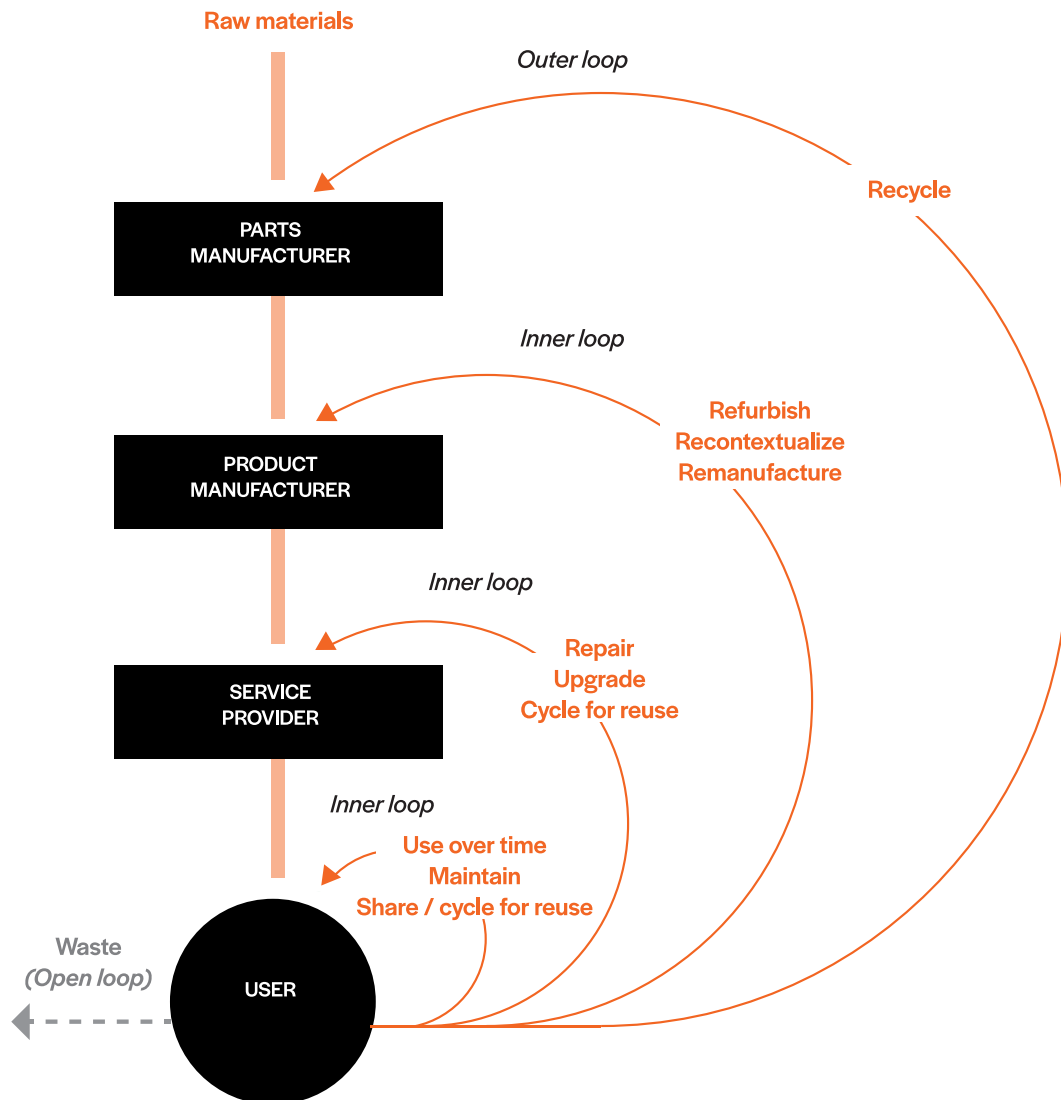 Raw materials
Outer loop
Recycle
PARTS
MANUFACTURER
Inner loop
Refurbish
Recontextualize
Remanufacture
PRODUCT
MANUFACTURER
Inner loop
Repair
Upgrade
Cycle for reuse
SERVICE
PROVIDER
Inner loop
Use over time
Maintain
Share / cycle for reuse
Waste
(Open loop)
USER